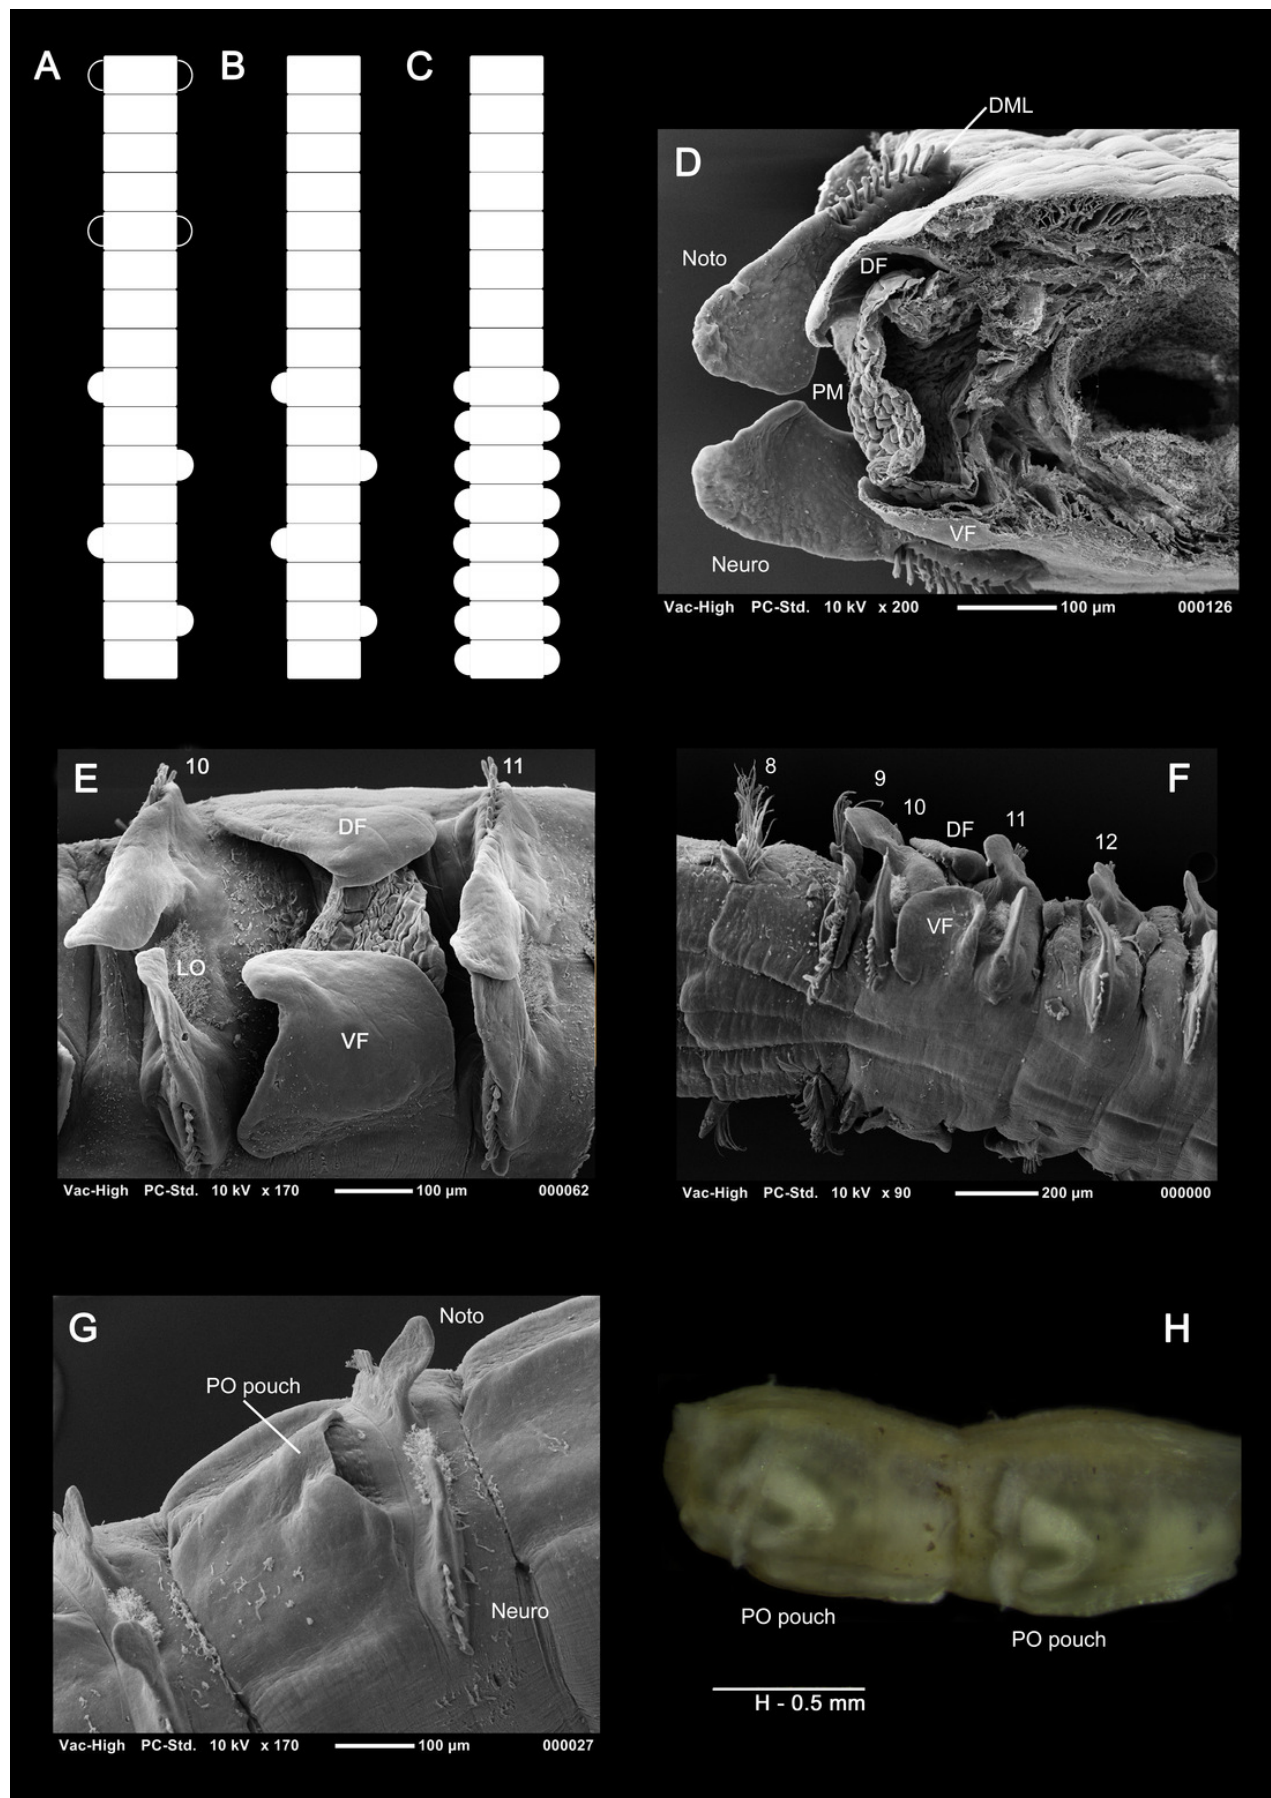 A
B
C
DML
D
Noto
DF
PM
VF
Neuro
Vac-High PC-Std. 10 kV x 200 100 µm 000126
E
10
11
DF
LO
VF
Vac-High PC-Std. 10 kV x 170 100 µm 000062
F
8
9
10
DF
11
12
VF
Vac-High PC-Std. 10 kV x 90 200 µm 000000
G
Noto
PO pouch
Neuro
Vac-High PC-Std. 10 kV x 170 100 µm 000027
H
PO pouch
PO pouch
H - 0.5 mm